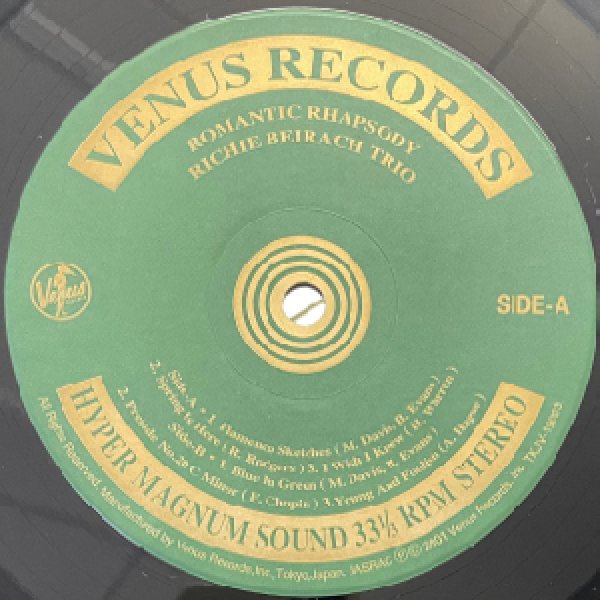 VENUS RECORDS
ROMANTIC RHAPSODY
RICHIE BEIRACH TRIO
Venus
SIDE-A
Side-A • 1. Flamenco Sketches ( M. Davis, B. Evans )
2. Spring Is Here ( R. Rogers ) 3. I Wish I Knew ( H. Warren )
Side-B • 1. Blue In Green ( M. Davis, B. Evans )
2. Prelude No.20 C Minor ( F. Chopin ) 3. Young And Foolish ( A. Hague )
HYPER MAGNUM SOUND 33⅓ RPM STEREO
All Rights Reserved. Manufactured by Venus Records, Inc., Tokyo, Japan. JASRAC ⓟⓒ 2001 Venus Records, Inc.